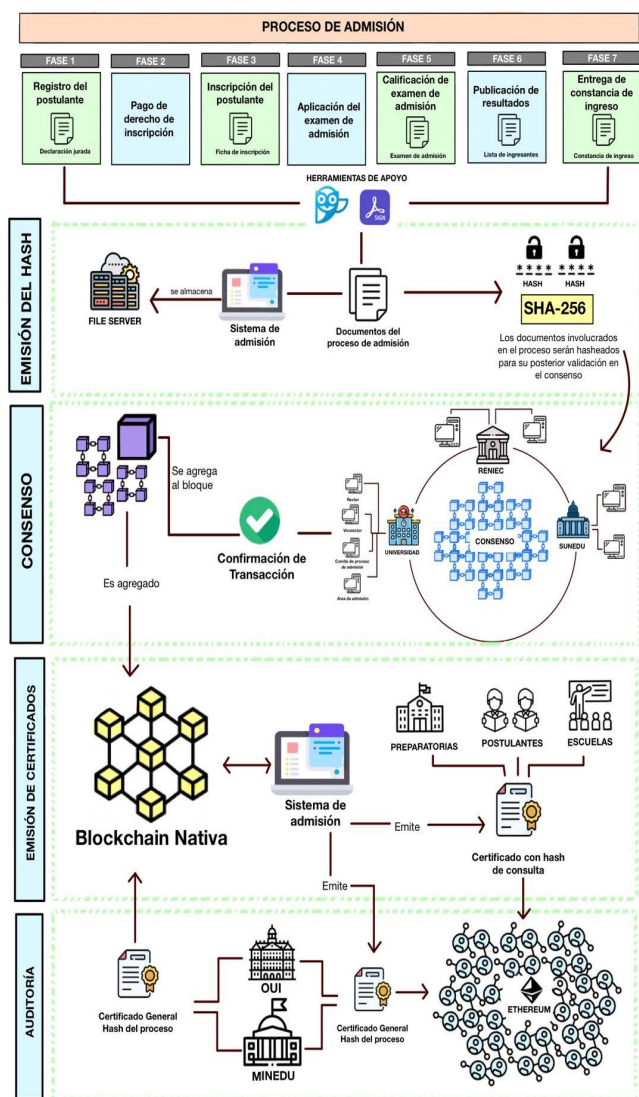 PROCESO DE ADMISIÓN
FASE 1
FASE 2
FASE 3
FASE 4
FASE 5
FASE 6
FASE 7
Registro del
postulante
Declaración jurada
Pago de
derecho de
inscripción
Inscripción del
postulante
Ficha de inscripción
Aplicación del
examen de
admisión
Calificación de
examen de
admisión
Examen de admisión
Publicación de
resultados
Lista de ingresantes
Entrega de
constancia de
ingreso
Constancia de ingreso
HERRAMIENTAS DE APOYO
SIGN
EMISIÓN DEL HASH
FILE SERVER
se almacena
Sistema de
admisión
Documentos del
proceso de admisión
**** ****
HASH HASH
SHA-256
Los documentos involucrados
en el proceso serán hasheados
para su posterior validación en
el consenso
CONSENSO
Se agrega
al bloque
Es agregado
Confirmación de
Transacción
Rector
Vicerrector
Comité de proceso
de admisión
Área de admisión
UNIVERSIDAD
RENIEC
CONSENSO
SUNEDU
EMISIÓN DE CERTIFICADOS
Blockchain Nativa
Sistema de
admisión
PREPARATORIAS
POSTULANTES
ESCUELAS
Emite
Certificado con hash
de consulta
Emite
AUDITORÍA
Certificado General
Hash del proceso
OUI
MINEDU
Certificado General
Hash del proceso
ETHEREUM